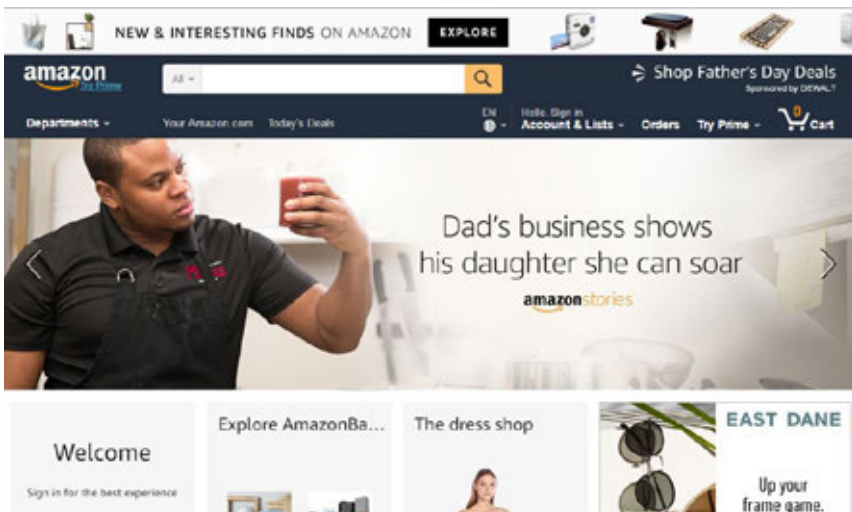 NEW & INTERESTING FINDS ON AMAZON EXPLORE
amazon
Try Prime
All
Shop Father's Day Deals
Sponsored by DEWALT
Departments
Your Amazon.com Today's Deals
EN
Hello. Sign in
Account & Lists Orders Try Prime 0 Cart
Dad's business shows
his daughter she can soar
amazonstories
Welcome
Sign in for the best experience
Explore AmazonBa...
The dress shop
EAST DANE
Up your
frame game.